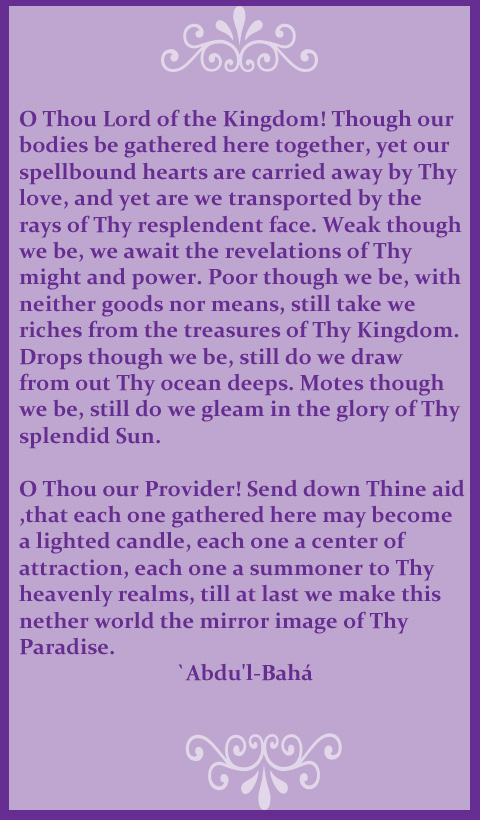 O Thou Lord of the Kingdom! Though our
bodies be gathered here together, yet our
spellbound hearts are carried away by Thy
love, and yet are we transported by the
rays of Thy resplendent face. Weak though
we be, we await the revelations of Thy
might and power. Poor though we be, with
neither goods nor means, still take we
riches from the treasures of Thy Kingdom.
Drops though we be, still do we draw
from out Thy ocean deeps. Motes though
we be, still do we gleam in the glory of Thy
splendid Sun.
O Thou our Provider! Send down Thine aid
,that each one gathered here may become
a lighted candle, each one a center of
attraction, each one a summoner to Thy
heavenly realms, till at last we make this
nether world the mirror image of Thy
Paradise.
`Abdu'l-Bahá